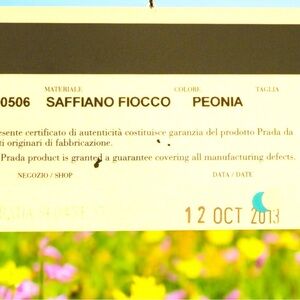 MATERIALE COLORE TAGLIA
0506 SAFFIANO FIOCCO PEONIA
esente certificato di autenticità costituisce garanzia del prodotto Prada da
ti originari di fabbricazione.
Prada product is granted a guarantee covering all manufacturing defects.
NEGOZIO / SHOP DATA / DATE
12 OCT 2013